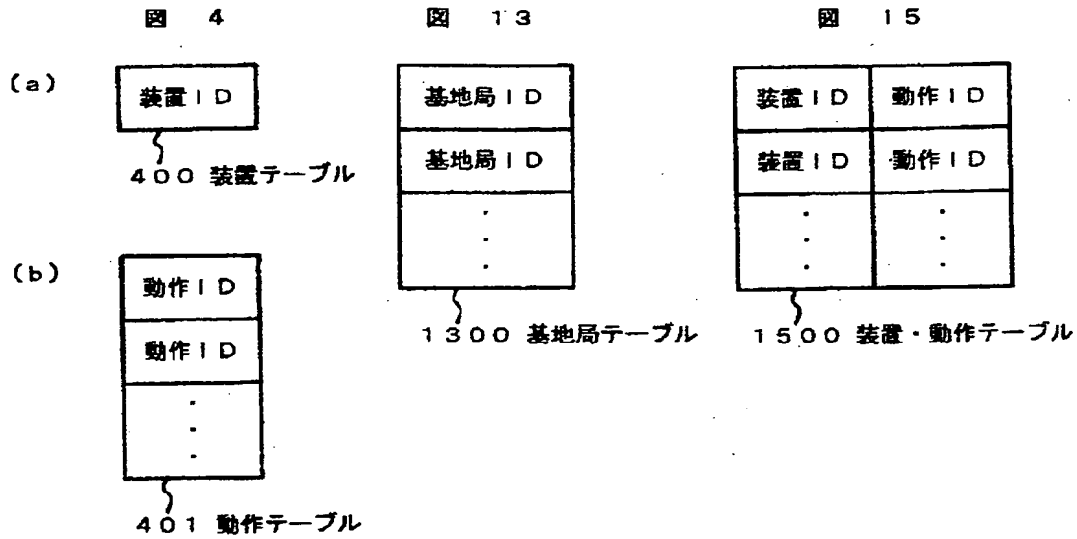 図 4
(a)
装置ID
400 装置テーブル
(b)
動作ID
動作ID
・
・
・
401 動作テーブル
図 13
基地局ID
基地局ID
・
・
・
1300 基地局テーブル
図 15
装置ID 動作ID
装置ID 動作ID
・ ・
・ ・
・ ・
1500 装置・動作テーブル